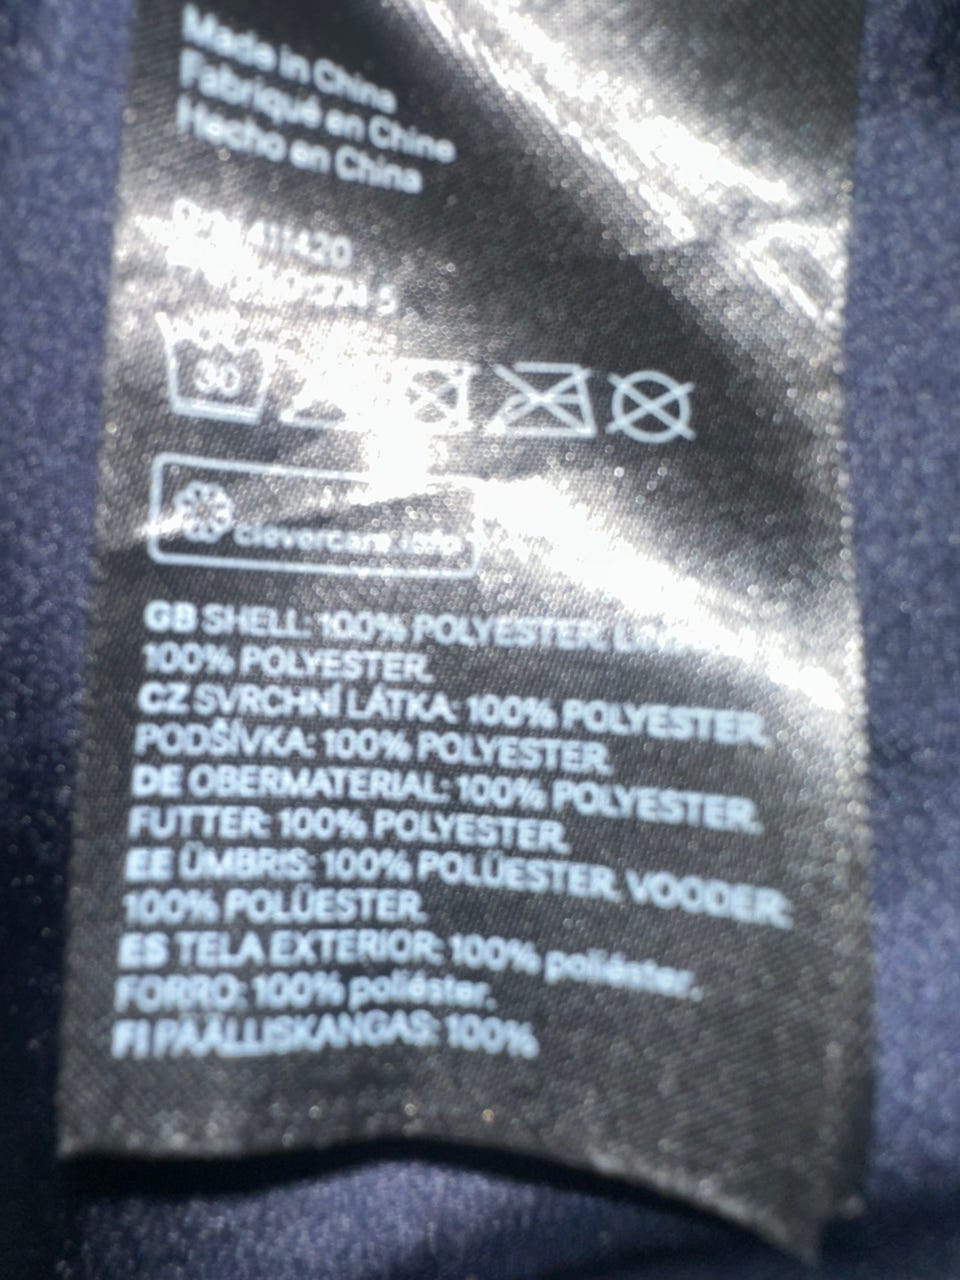 Made in China
Fabriqué en Chine
Hecho en China
411420
30
clevercare.info
GB SHELL: 100% POLYESTER.
100% POLYESTER.
CZ SVRCHNÍ LÁTKA: 100% POLYESTER.
PODŠÍVKA: 100% POLYESTER.
DE OBERMATERIAL: 100% POLYESTER.
FUTTER: 100% POLYESTER.
EE ÜMBRIS: 100% POLÜESTER. VOODER:
100% POLÜESTER.
ES TELA EXTERIOR: 100% poliéster.
FORRO: 100% poliéster.
FI PÄÄLLISKANGAS: 100%